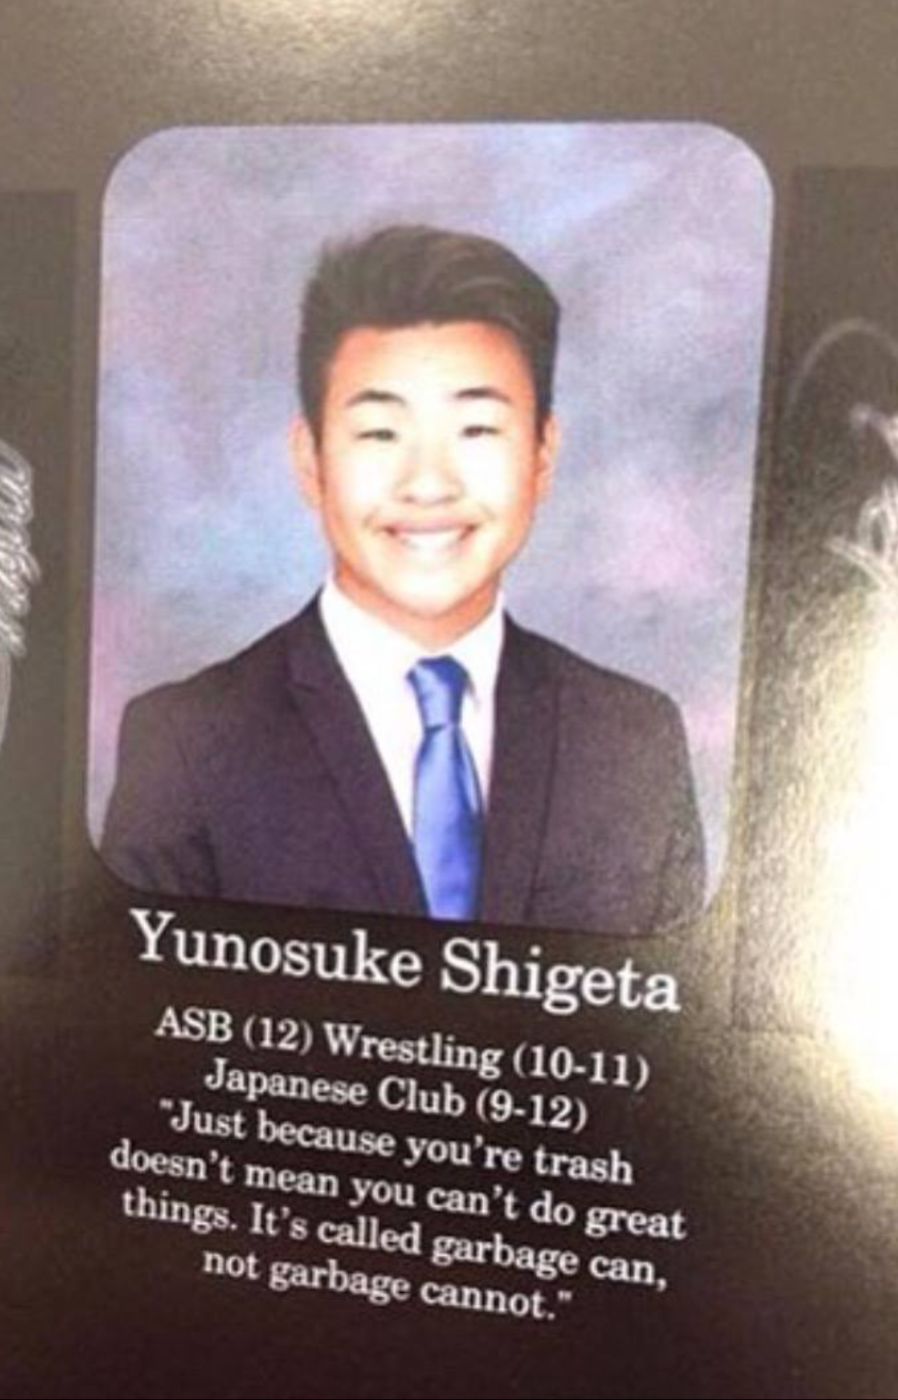 Yunosuke Shigeta
ASB (12) Wrestling (10-11)
Japanese Club (9-12)
"Just because you're trash
doesn't mean you can't do great
things. It's called garbage can,
not garbage cannot."